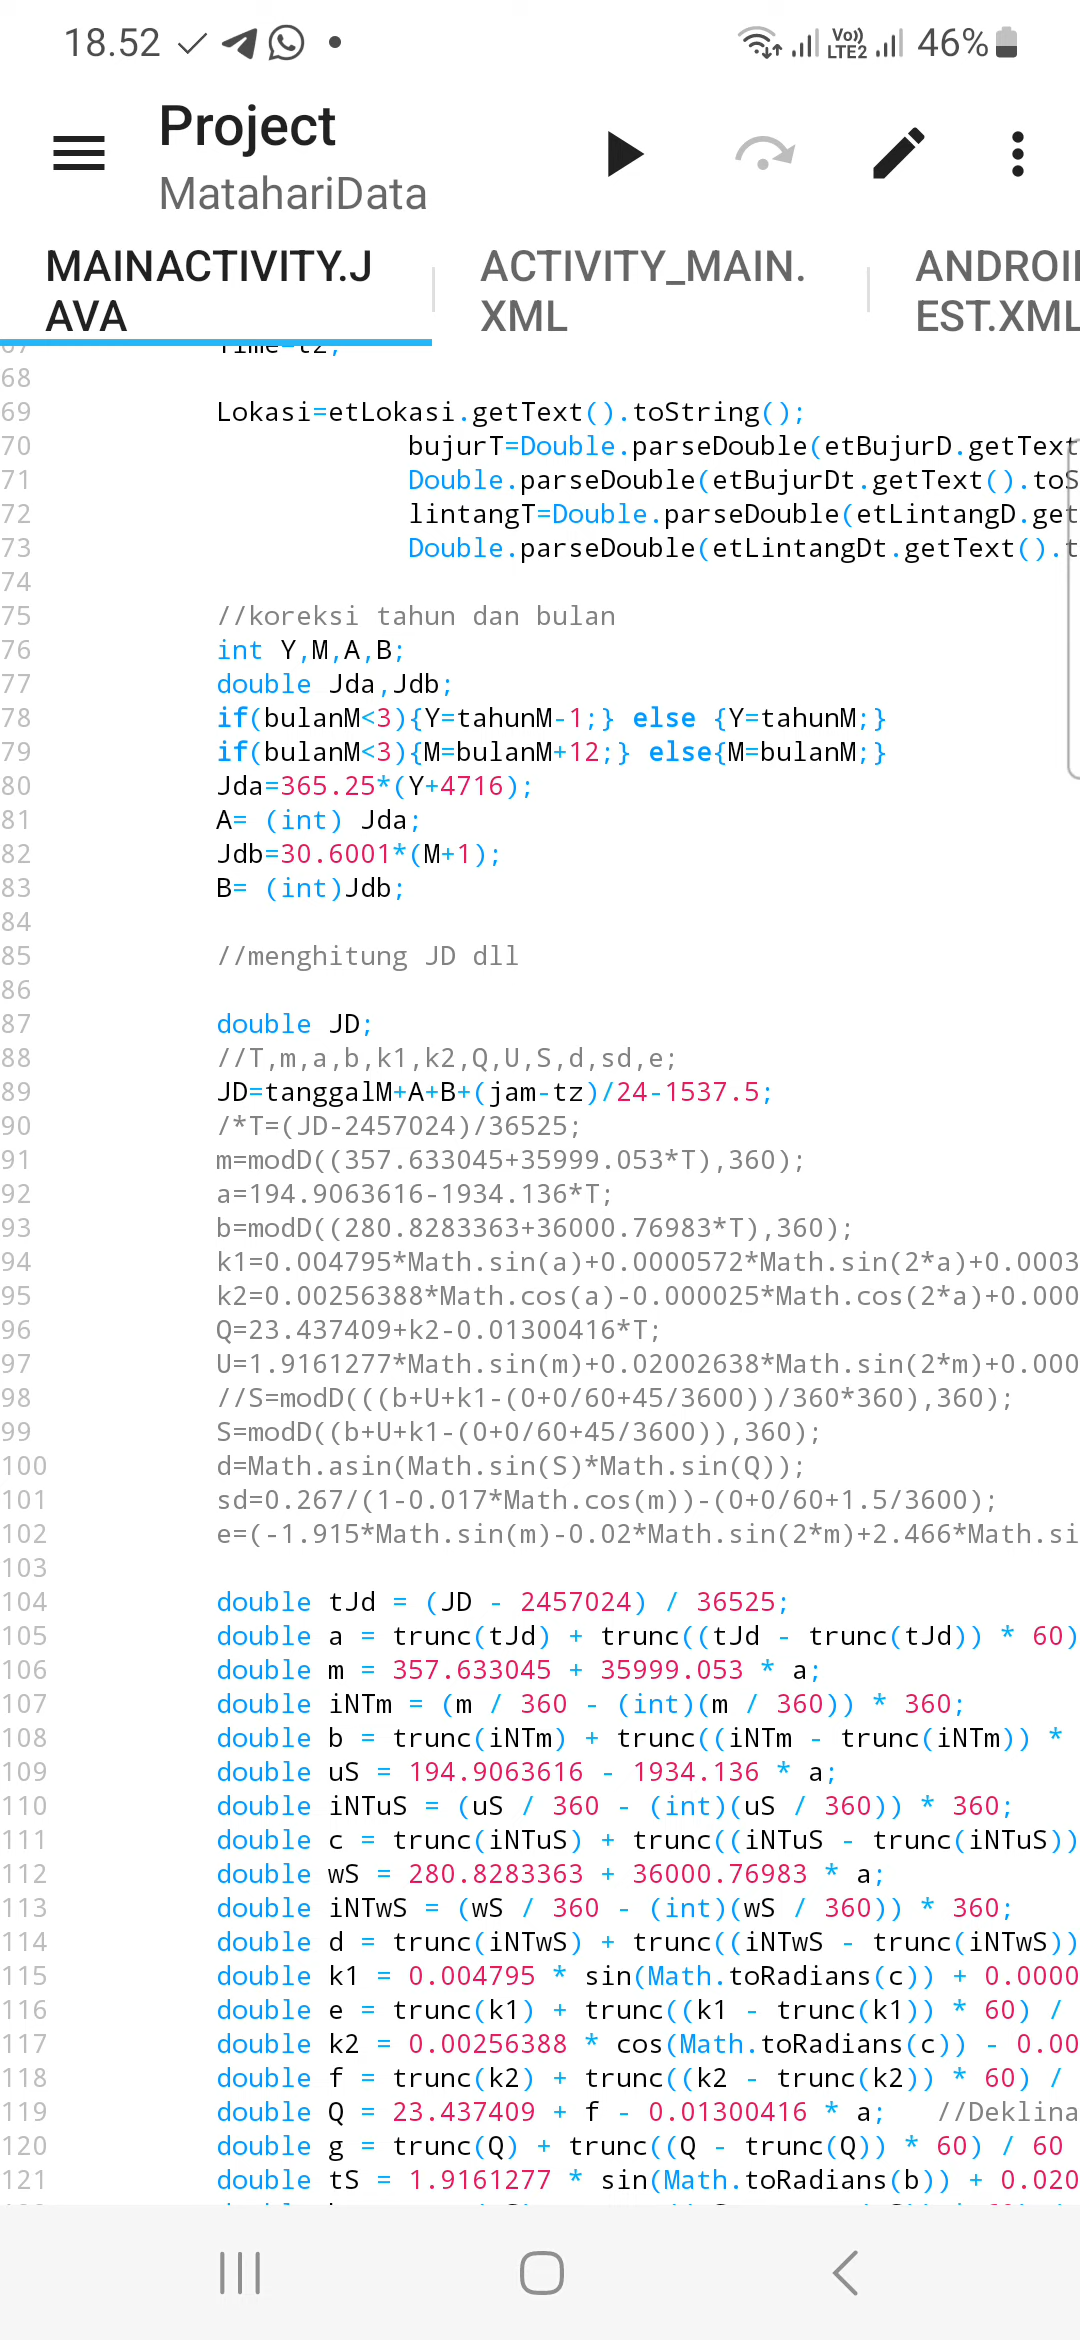 18.52
Vo))
LTE2
46%
Project
MatahariData
MAINACTIVITY.J
AVA
ACTIVITY_MAIN.
XML
ANDROI
EST.XML
67 Time=tz;
68
69 Lokasi=etLokasi.getText().toString();
70 bujurT=Double.parseDouble(etBujurD.getText
71 Double.parseDouble(etBujurDt.getText().toS
72 lintangT=Double.parseDouble(etLintangD.get
73 Double.parseDouble(etLintangDt.getText().t
74
75 //koreksi tahun dan bulan
76 int Y,M,A,B;
77 double Jda,Jdb;
78 if(bulanM<3){Y=tahunM-1;} else {Y=tahunM;}
79 if(bulanM<3){M=bulanM+12;} else{M=bulanM;}
80 Jda=365.25*(Y+4716);
81 A= (int) Jda;
82 Jdb=30.6001*(M+1);
83 B= (int)Jdb;
84
85 //menghitung JD dll
86
87 double JD;
88 //T,m,a,b,k1,k2,Q,U,S,d,sd,e;
89 JD=tanggalM+A+B+(jam-tz)/24-1537.5;
90 /*T=(JD-2457024)/36525;
91 m=modD((357.633045+35999.053*T),360);
92 a=194.9063616-1934.136*T;
93 b=modD((280.8283363+36000.76983*T),360);
94 k1=0.004795*Math.sin(a)+0.0000572*Math.sin(2*a)+0.0003
95 k2=0.00256388*Math.cos(a)-0.000025*Math.cos(2*a)+0.000
96 Q=23.437409+k2-0.01300416*T;
97 U=1.9161277*Math.sin(m)+0.02002638*Math.sin(2*m)+0.000
98 //S=modD(((b+U+k1-(0+0/60+45/3600))/360*360),360);
99 S=modD((b+U+k1-(0+0/60+45/3600)),360);
100 d=Math.asin(Math.sin(S)*Math.sin(Q));
101 sd=0.267/(1-0.017*Math.cos(m))-(0+0/60+1.5/3600);
102 e=(-1.915*Math.sin(m)-0.02*Math.sin(2*m)+2.466*Math.si
103
104 double tJd = (JD - 2457024) / 36525;
105 double a = trunc(tJd) + trunc((tJd - trunc(tJd)) * 60)
106 double m = 357.633045 + 35999.053 * a;
107 double iNTm = (m / 360 - (int)(m / 360)) * 360;
108 double b = trunc(iNTm) + trunc((iNTm - trunc(iNTm)) *
109 double uS = 194.9063616 - 1934.136 * a;
110 double iNTuS = (uS / 360 - (int)(uS / 360)) * 360;
111 double c = trunc(iNTuS) + trunc((iNTuS - trunc(iNTuS))
112 double wS = 280.8283363 + 36000.76983 * a;
113 double iNTwS = (wS / 360 - (int)(wS / 360)) * 360;
114 double d = trunc(iNTwS) + trunc((iNTwS - trunc(iNTwS))
115 double k1 = 0.004795 * sin(Math.toRadians(c)) + 0.0000
116 double e = trunc(k1) + trunc((k1 - trunc(k1)) * 60) /
117 double k2 = 0.00256388 * cos(Math.toRadians(c)) - 0.00
118 double f = trunc(k2) + trunc((k2 - trunc(k2)) * 60) /
119 double Q = 23.437409 + f - 0.01300416 * a; //Deklina
120 double g = trunc(Q) + trunc((Q - trunc(Q)) * 60) / 60
121 double tS = 1.9161277 * sin(Math.toRadians(b)) + 0.020